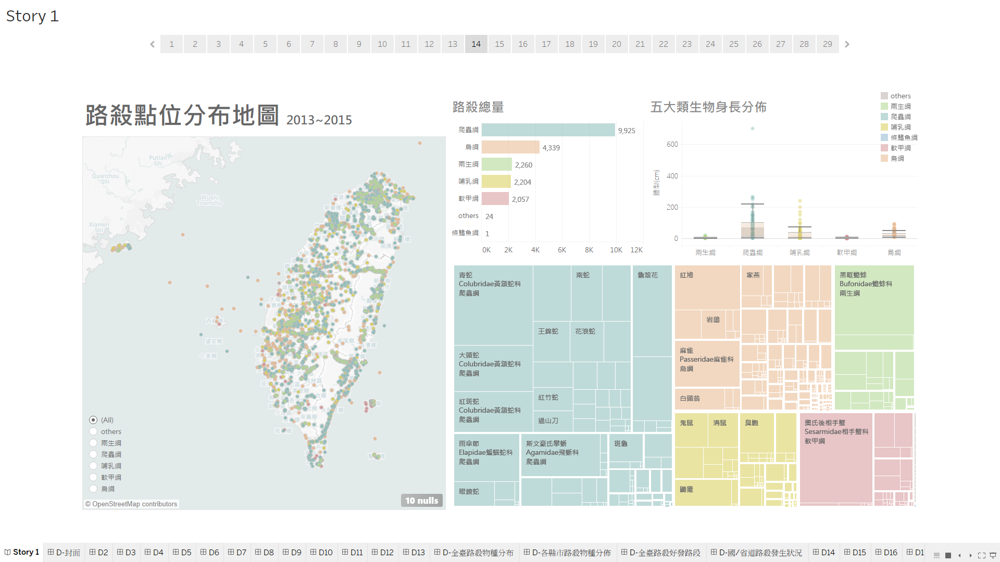 Story 1
1 2 3 4 5 6 7 8 9 10 11 12 13 14 15 16 17 18 19 20 21 22 23 24 25 26 27 28 29
路殺點位分布地圖 2013~2015
Putian
Shi
Quanzhou
Shi
Wuqiu
Township
Xiamen
Shi
望安鄉
七美鄉
(All)
others
兩生綱
爬蟲綱
哺乳綱
軟甲綱
鳥綱
© OpenStreetMap contributors
10 nulls
路殺總量
爬蟲綱 9,925
鳥綱 4,339
兩生綱 2,260
哺乳綱 2,204
軟甲綱 2,057
others 24
條鰭魚綱 1
0K 2K 4K 6K 8K 10K 12K
五大類生物身長分佈
others
兩生綱
爬蟲綱
哺乳綱
條鰭魚綱
軟甲綱
鳥綱
體型(cm)
600
400
200
0
兩生綱 爬蟲綱 哺乳綱 軟甲綱 鳥綱
青蛇
Colubridae黃頷蛇科
爬蟲綱
南蛇
龜殼花
王錦蛇
花浪蛇
大頭蛇
Colubridae黃頷蛇科
爬蟲綱
紅斑蛇
Colubridae黃頷蛇科
爬蟲綱
紅竹蛇
過山刀
雨傘節
Elapidae蝙蝠蛇科
爬蟲綱
眼鏡蛇
斯文豪氏攀蜥
Agamidae飛蜥科
爬蟲綱
斑龜
紅鳩
家燕
岩鴿
麻雀
Passeridae麻雀科
鳥綱
白頭翁
黑眶蟾蜍
Bufonidae蟾蜍科
兩生綱
鬼鼠
溝鼠
臭鼩
鼬獾
奧氏後相手蟹
Sesarmidae相手蟹科
軟甲綱
Story 1 D-封面 D2 D3 D4 D5 D6 D7 D8 D9 D10 D11 D12 D13 D-全臺路殺物種分布 D-各縣市路殺物種分佈 D-全臺路殺好發路段 D-國/省道路殺發生狀況 D14 D15 D16 D1